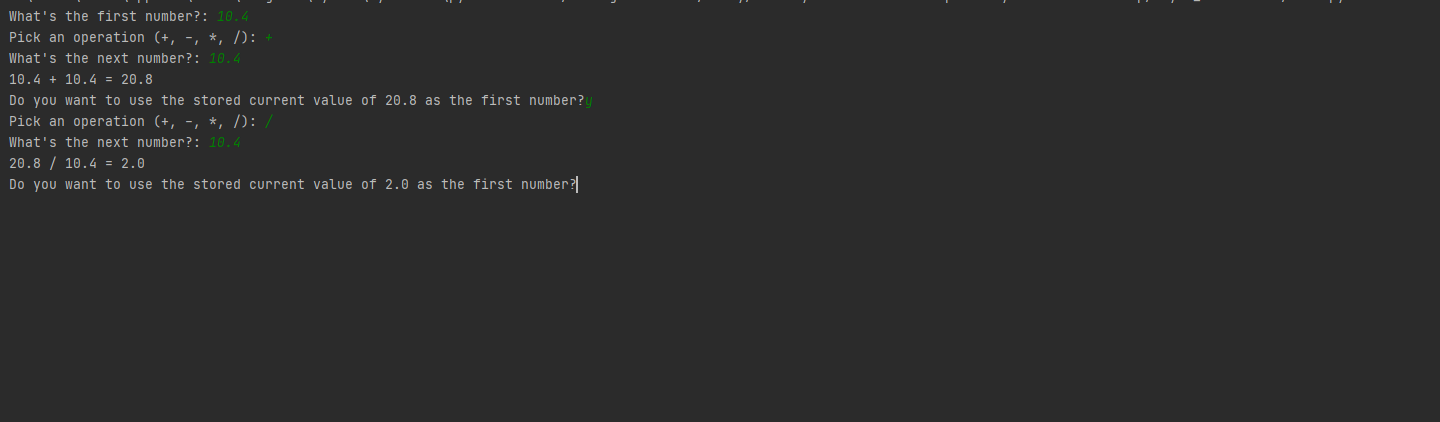 What's the first number?: 10.4
Pick an operation (+, -, *, /): +
What's the next number?: 10.4
10.4 + 10.4 = 20.8
Do you want to use the stored current value of 20.8 as the first number?y
Pick an operation (+, -, *, /): /
What's the next number?: 10.4
20.8 / 10.4 = 2.0
Do you want to use the stored current value of 2.0 as the first number?